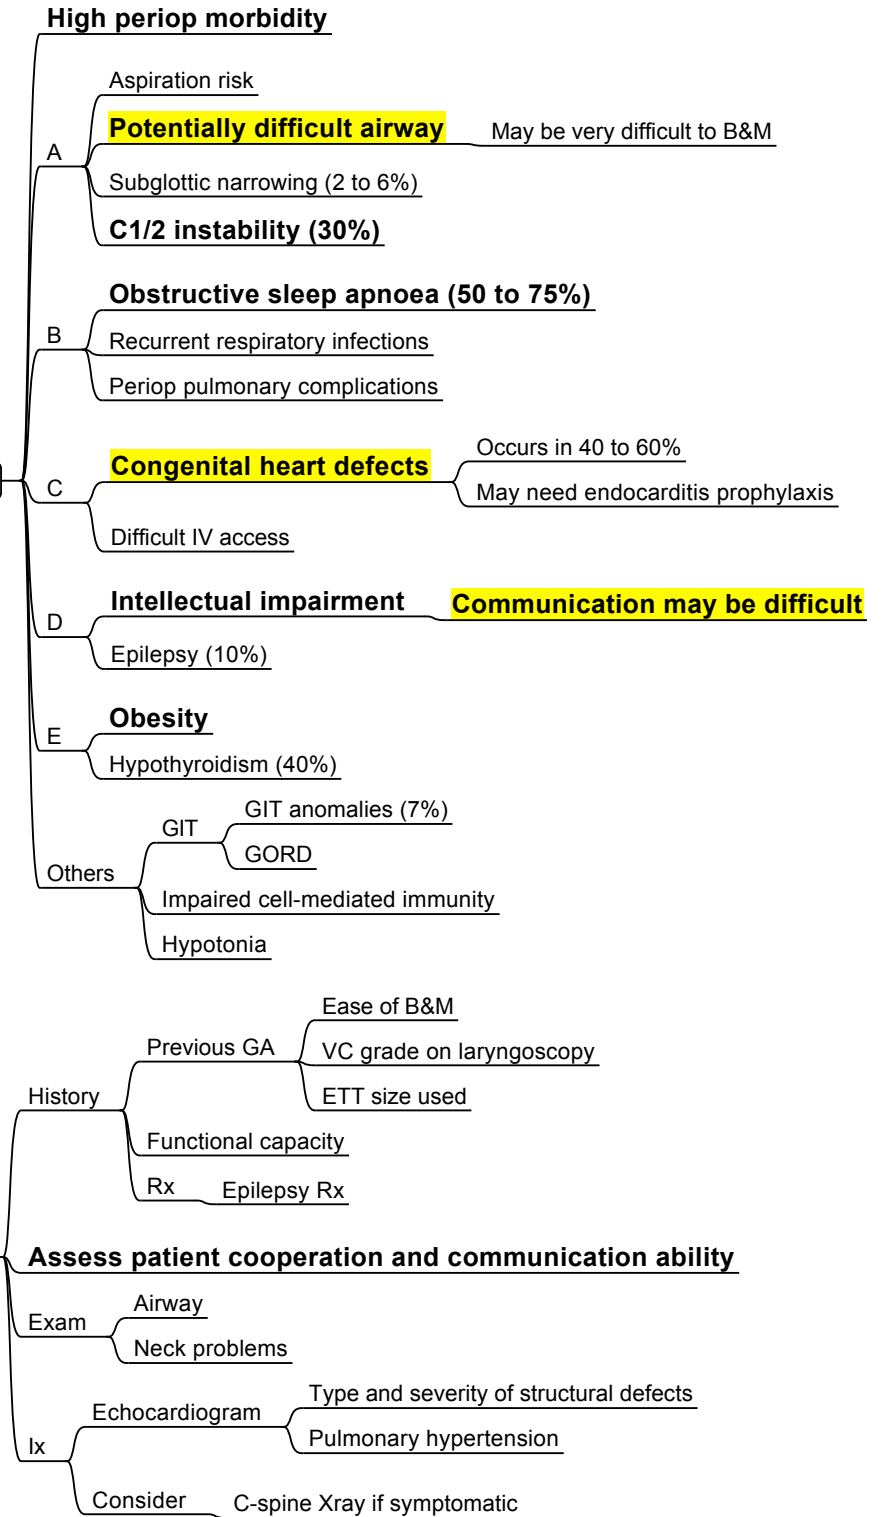 High periop morbidity
A
Aspiration risk
Potentially difficult airway
May be very difficult to B&M
Subglottic narrowing (2 to 6%)
C1/2 instability (30%)
B
Obstructive sleep apnoea (50 to 75%)
Recurrent respiratory infections
Periop pulmonary complications
C
Congenital heart defects
Occurs in 40 to 60%
May need endocarditis prophylaxis
Difficult IV access
D
Intellectual impairment
Communication may be difficult
Epilepsy (10%)
E
Obesity
Hypothyroidism (40%)
Others
GIT
GIT anomalies (7%)
GORD
Impaired cell-mediated immunity
Hypotonia
History
Previous GA
Ease of B&M
VC grade on laryngoscopy
ETT size used
Functional capacity
Rx
Epilepsy Rx
Assess patient cooperation and communication ability
Exam
Airway
Neck problems
Ix
Echocardiogram
Type and severity of structural defects
Pulmonary hypertension
Consider
C-spine Xray if symptomatic